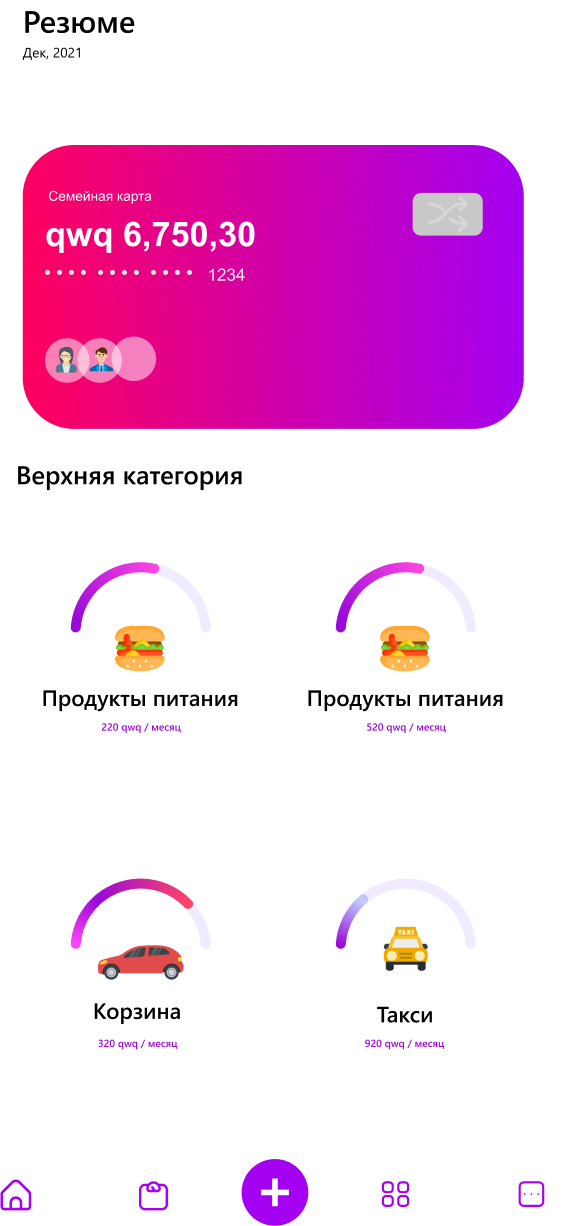 Резюме
Дек, 2021
Семейная карта
qwq 6,750,30
•••• •••• •••• 1234
Верхняя категория
Продукты питания
220 qwq / месяц
Продукты питания
520 qwq / месяц
ТАХІ
Корзина
320 qwq / месяц
Такси
920 qwq / месяц